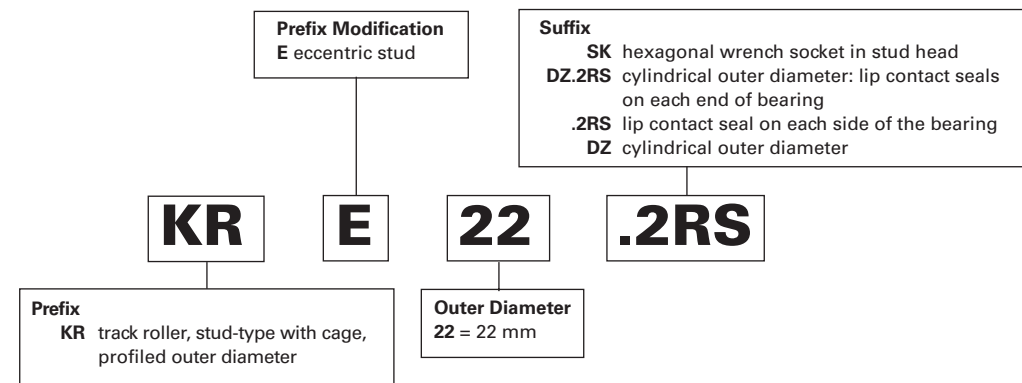 Prefix Modification
E eccentric stud
Suffix
SK hexagonal wrench socket in stud head
DZ.2RS cylindrical outer diameter: lip contact seals
on each end of bearing
.2RS lip contact seal on each side of the bearing
DZ cylindrical outer diameter
KR E 22 .2RS
Prefix
KR track roller, stud-type with cage,
profiled outer diameter
Outer Diameter
22 = 22 mm